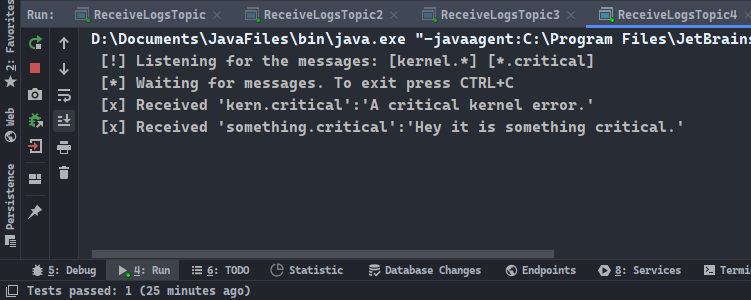 Run: ReceiveLogsTopic × ReceiveLogsTopic2 × ReceiveLogsTopic3 × ReceiveLogsTopic4 ×
D:\Documents\JavaFiles\bin\java.exe "-javaagent:C:\Program Files\JetBrains
[!] Listening for the messages: [kernel.*] [*.critical]
[*] Waiting for messages. To exit press CTRL+C
[x] Received 'kern.critical':'A critical kernel error.'
[x] Received 'something.critical':'Hey it is something critical.'
2: Favorites
Web
Persistence
5: Debug 4: Run 6: TODO Statistic Database Changes Endpoints 8: Services Termi
Tests passed: 1 (25 minutes ago)